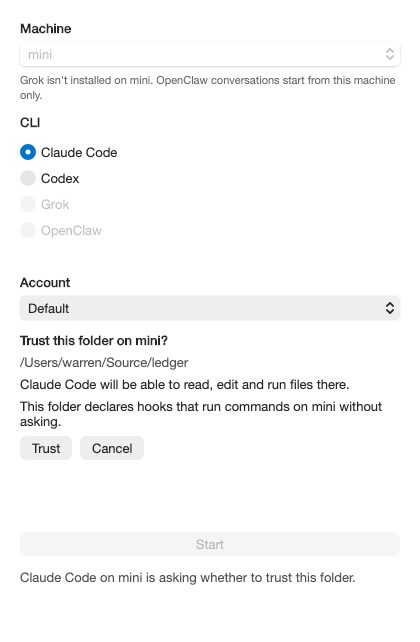 Machine
mini
Grok isn't installed on mini. OpenClaw conversations start from this machine
only.
CLI
Claude Code
Codex
Grok
OpenClaw
Account
Default
Trust this folder on mini?
/Users/warren/Source/ledger
Claude Code will be able to read, edit and run files there.
This folder declares hooks that run commands on mini without
asking.
Trust
Cancel
Start
Claude Code on mini is asking whether to trust this folder.